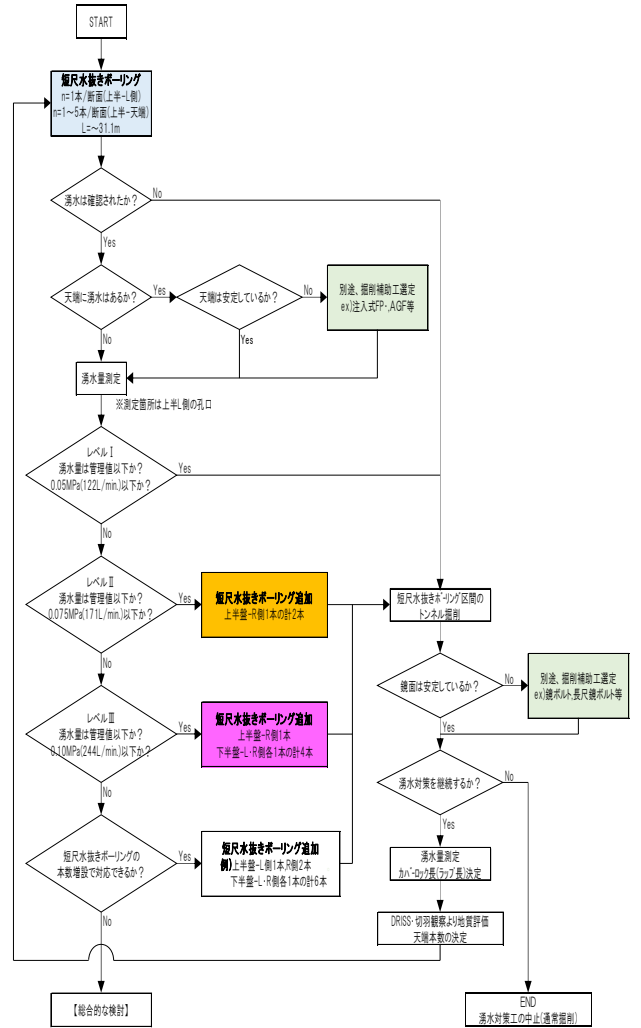 START
短尺水抜きボーリング
n=1本/断面(上半-L側)
n=1～5本/断面(上半-天端)
L=～31.1m
湧水は確認されたか？
No
Yes
天端に湧水はあるか？
Yes
天端は安定しているか？
No
別途、掘削補助工選定
ex)注入式FP・,AGF等
No
Yes
湧水量測定
※測定箇所は上半L側の孔口
レベルⅠ
湧水量は管理値以下か？
0.05MPa(122L/min.)以下か？
Yes
No
レベルⅡ
湧水量は管理値以下か？
0.075MPa(171L/min.)以下か？
Yes
短尺水抜きボーリング追加
上半盤-R側1本の計2本
短尺水抜きボーリング区間の
トンネル掘削
No
鏡面は安定しているか？
No
別途、掘削補助工選定
ex)鏡ボルト,長尺鏡ボルト等
Yes
レベルⅢ
湧水量は管理値以下か？
0.10MPa(244L/min.)以下か？
Yes
短尺水抜きボーリング追加
上半盤-R側1本
下半盤-L・R側各1本の計4本
No
湧水対策を継続するか？
No
Yes
短尺水抜きボーリングの
本数増設で対応できるか？
Yes
短尺水抜きボーリング追加
例)上半盤-L側1本,R側2本
下半盤-L・R側各1本の計6本
No
湧水量測定
カバーロック長(ラップ長)決定
DRISS・切羽観察より地質評価
天端本数の決定
【総合的な検討】
END
湧水対策工の中止(通常掘削)